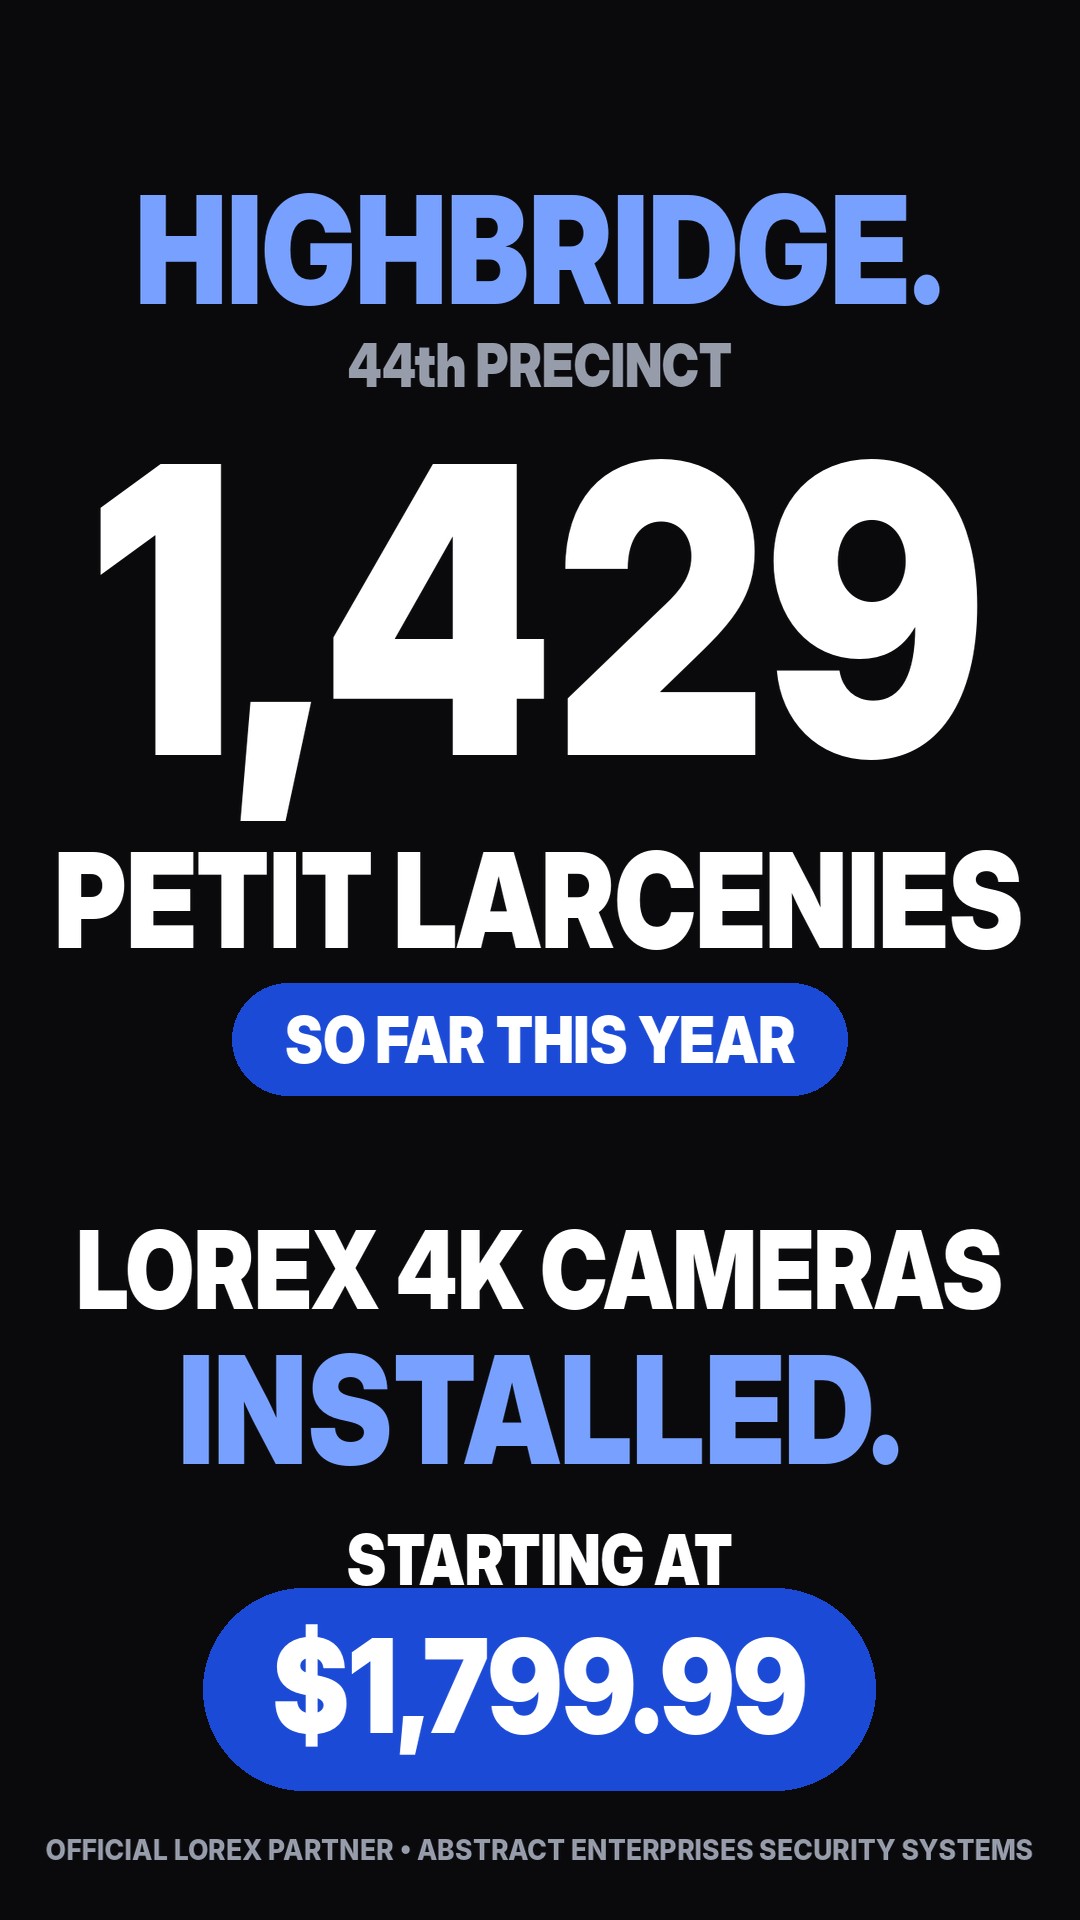 HIGHBRIDGE.
44th PRECINCT
1,429
PETIT LARCENIES
SO FAR THIS YEAR
LOREX 4K CAMERAS
INSTALLED.
STARTING AT
$1,799.99
OFFICIAL LOREX PARTNER • ABSTRACT ENTERPRISES SECURITY SYSTEMS